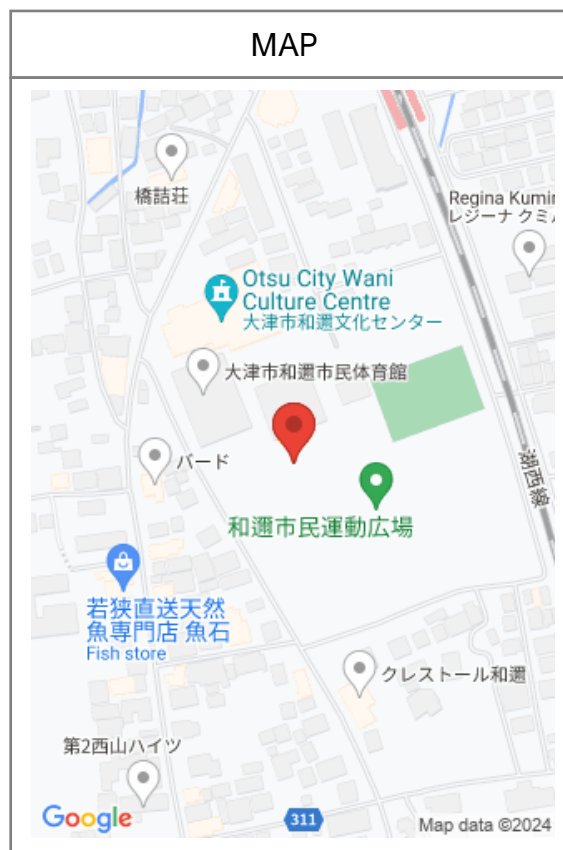 MAP
橋詰荘
Regina Kumin
レジーナ クミル
Otsu City Wani
Culture Centre
大津市和邇文化センター
大津市和邇市民体育館
バード
湖西線
和邇市民運動広場
若狭直送天然
魚専門店 魚石
Fish store
クレストール和邇
第2西山ハイツ
Google
311
Map data ©2024